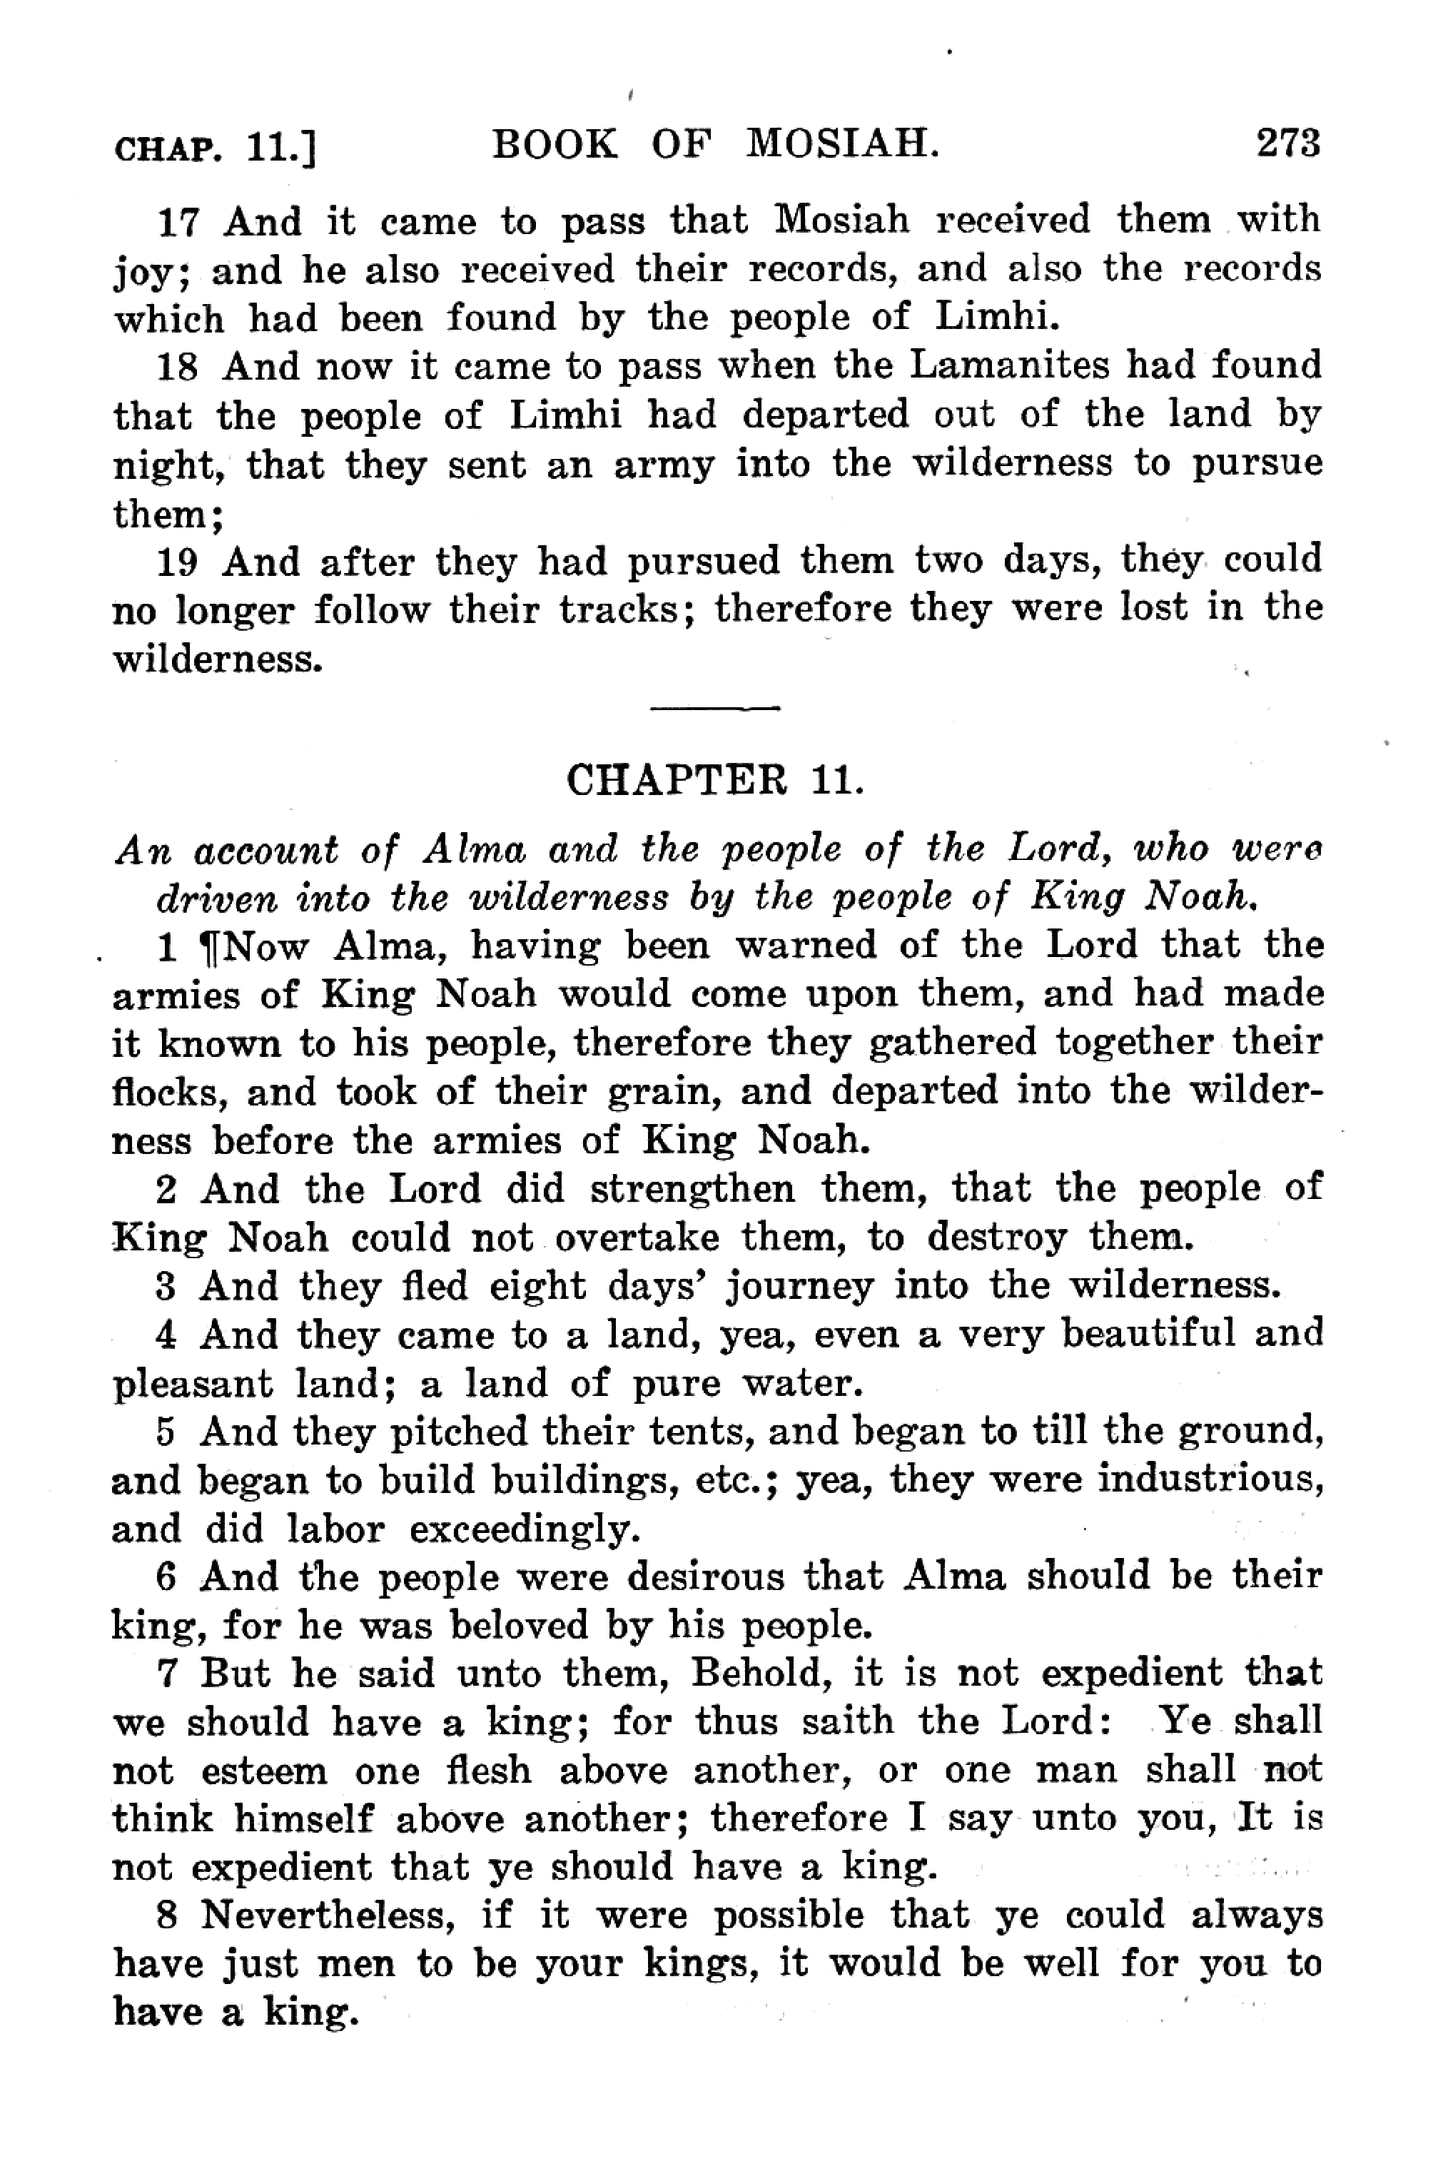 CHAP. 11.] BOOK OF MOSIAH. 273
17 And it came to pass that Mosiah received them with
joy; and he also received their records, and also the records
which had been found by the people of Limhi.
18 And now it came to pass when the Lamanites had found
that the people of Limhi had departed out of the land by
night, that they sent an army into the wilderness to pursue
them;
19 And after they had pursued them two days, they could
no longer follow their tracks; therefore they were lost in the
wilderness.
CHAPTER 11.
An account of Alma and the people of the Lord, who were
driven into the wilderness by the people of King Noah.
1 ¶Now Alma, having been warned of the Lord that the
armies of King Noah would come upon them, and had made
it known to his people, therefore they gathered together their
flocks, and took of their grain, and departed into the wilder-
ness before the armies of King Noah.
2 And the Lord did strengthen them, that the people of
King Noah could not overtake them, to destroy them.
3 And they fled eight days’ journey into the wilderness.
4 And they came to a land, yea, even a very beautiful and
pleasant land; a land of pure water.
5 And they pitched their tents, and began to till the ground,
and began to build buildings, etc.; yea, they were industrious,
and did labor exceedingly.
6 And the people were desirous that Alma should be their
king, for he was beloved by his people.
7 But he said unto them, Behold, it is not expedient that
we should have a king; for thus saith the Lord: Ye shall
not esteem one flesh above another, or one man shall not
think himself above another; therefore I say unto you, It is
not expedient that ye should have a king.
8 Nevertheless, if it were possible that ye could always
have just men to be your kings, it would be well for you to
have a king.